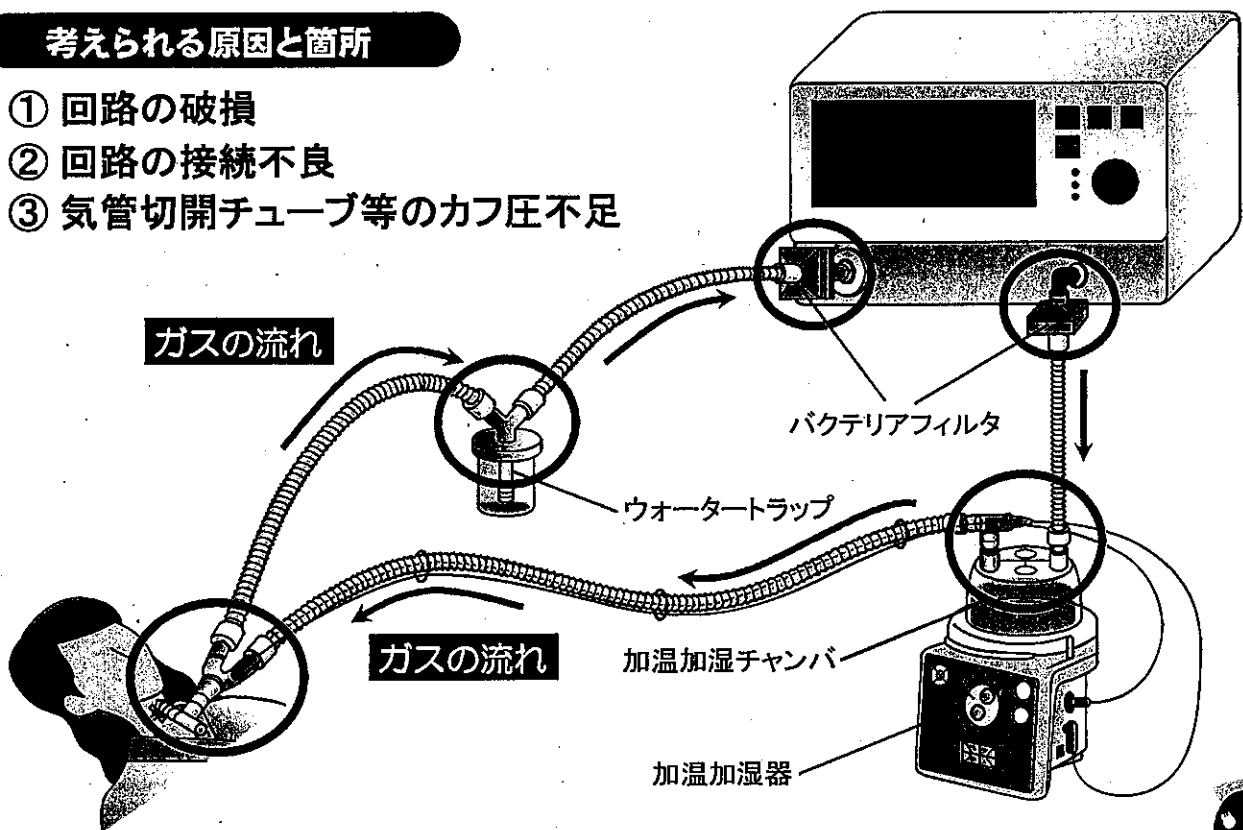 考えられる原因と箇所
① 回路の破損
② 回路の接続不良
③ 気管切開チューブ等のカフ圧不足
ガスの流れ
バクテリアフィルタ
ウォータートラップ
ガスの流れ
加温加湿チャンバ
加温加湿器